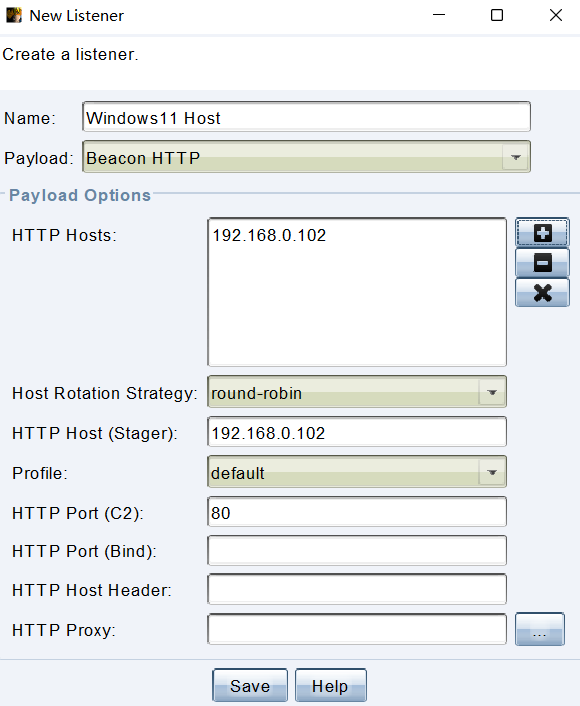 New Listener
Create a listener.
Name: Windows11 Host
Payload: Beacon HTTP
Payload Options
HTTP Hosts: 192.168.0.102
Host Rotation Strategy: round-robin
HTTP Host (Stager): 192.168.0.102
Profile: default
HTTP Port (C2): 80
HTTP Port (Bind):
HTTP Host Header:
HTTP Proxy: ...
Save Help